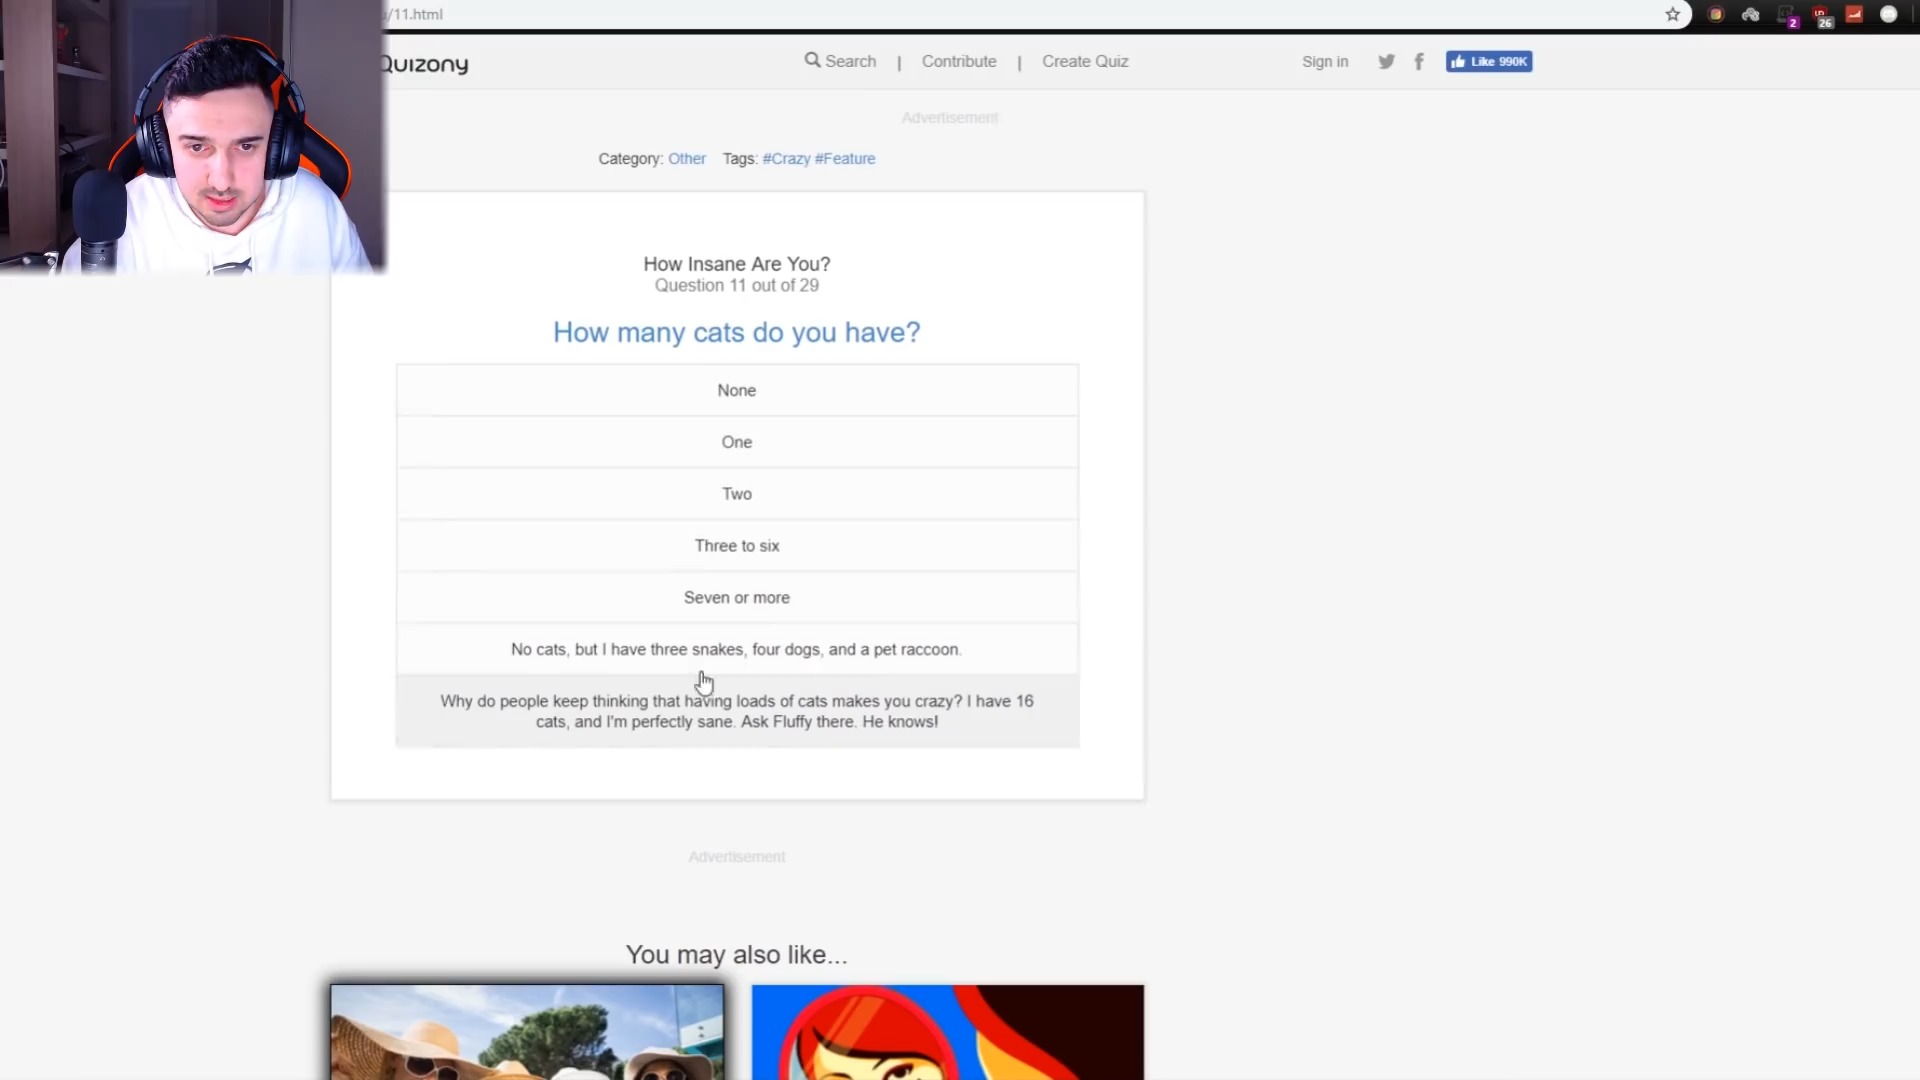 /11.html
2
26
Quizony
Search | Contribute | Create Quiz
Sign in
Like 990K
Advertisement
Category: Other Tags: #Crazy #Feature
How Insane Are You?
Question 11 out of 29
How many cats do you have?
None
One
Two
Three to six
Seven or more
No cats, but I have three snakes, four dogs, and a pet raccoon.
Why do people keep thinking that having loads of cats makes you crazy? I have 16
cats, and I'm perfectly sane. Ask Fluffy there. He knows!
Advertisement
You may also like...